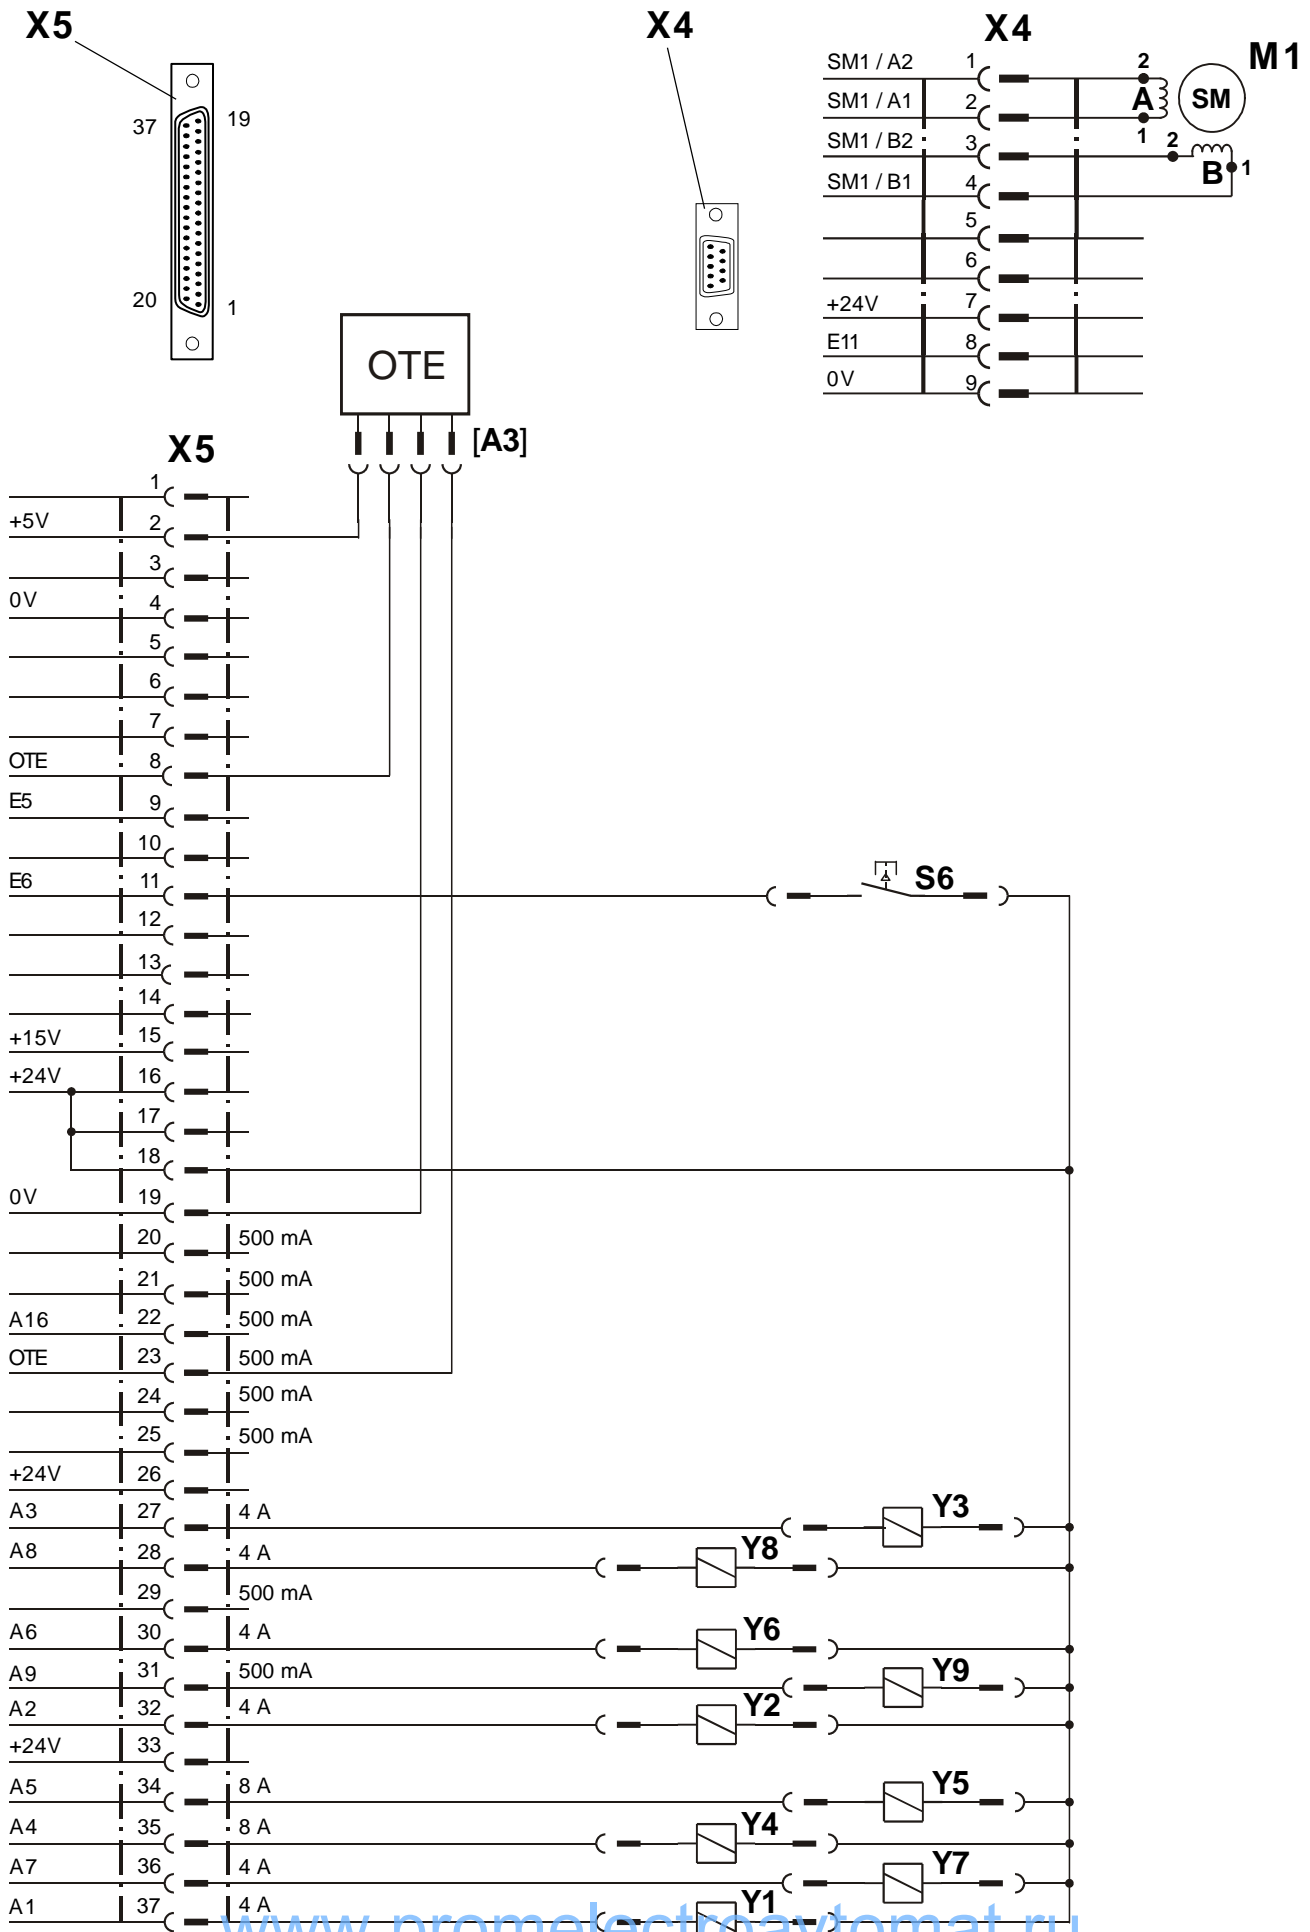 X5
37
19
20
1
X4
X4
M1
SM1 / A2
1
SM1 / A1
2
SM1 / B2
3
SM1 / B1
4
5
6
+24V
7
E11
8
0V
9
2
A
1
SM
2
B
1
OTE
[A3]
X5
1
+5V
2
3
0V
4
5
6
7
OTE
8
E5
9
10
E6
11
S6
12
13
14
+15V
15
+24V
16
17
18
0V
19
20
500 mA
21
500 mA
A16
22
500 mA
OTE
23
500 mA
24
500 mA
25
500 mA
+24V
26
A3
27
4 A
Y3
A8
28
4 A
Y8
29
500 mA
A6
30
4 A
Y6
A9
31
500 mA
Y9
A2
32
4 A
Y2
+24V
33
A5
34
8 A
Y5
A4
35
8 A
Y4
A7
36
4 A
Y7
A1
37
4 A
Y1
www.promelectroavtomat.ru